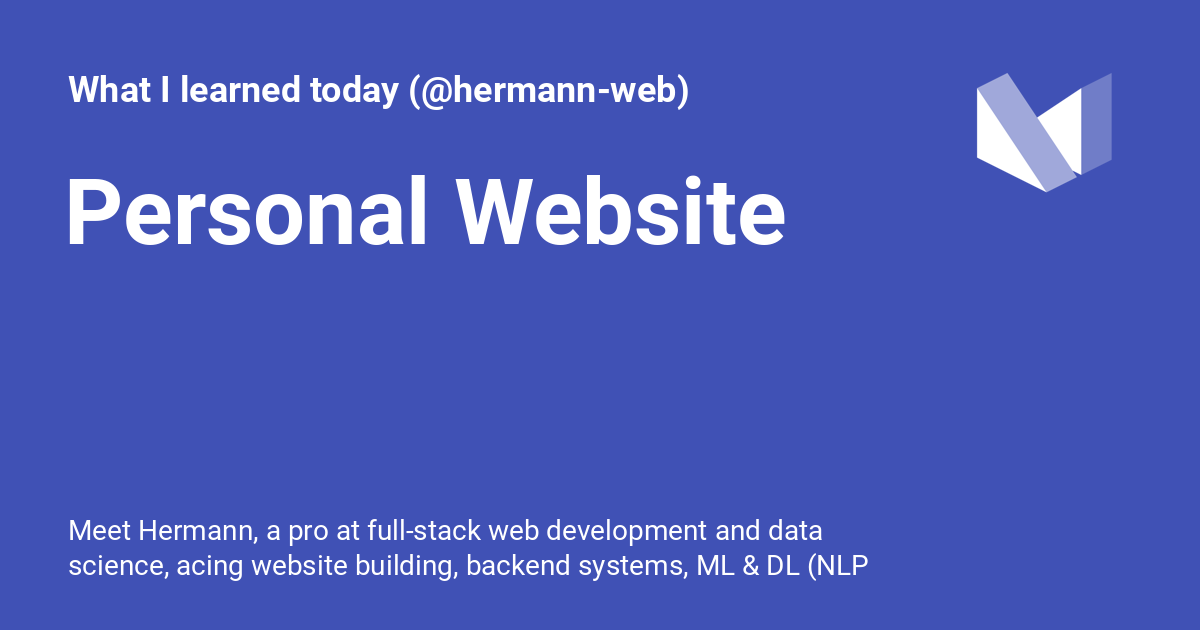 What I learned today (@hermann-web)
Personal Website
Meet Hermann, a pro at full-stack web development and data
science, acing website building, backend systems, ML & DL (NLP